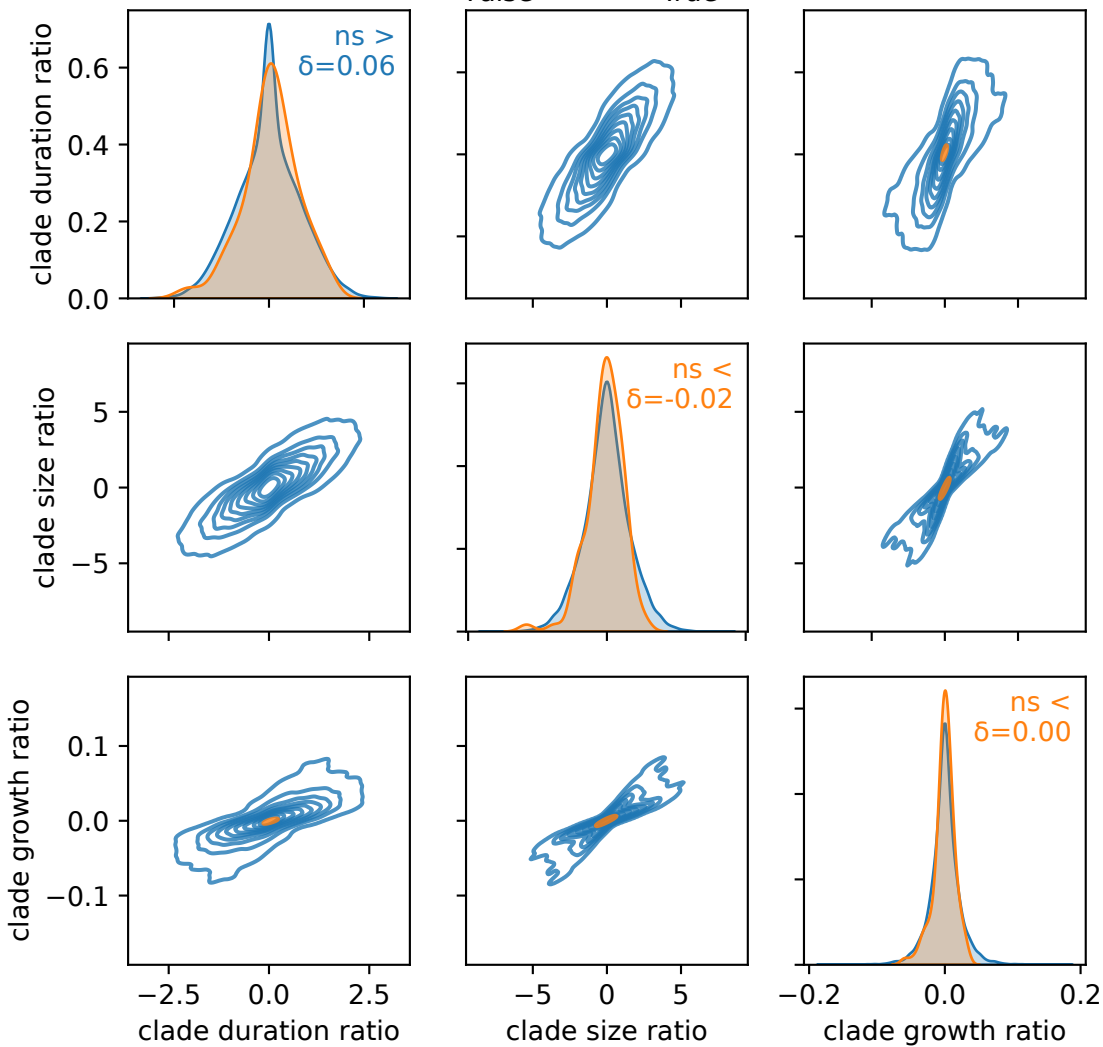 clade duration ratio
0.6
0.4
0.2
0.0
ns >
δ=0.06
clade size ratio
5
0
−5
ns <
δ=-0.02
clade growth ratio
0.1
0.0
−0.1
ns <
δ=0.00
−2.5 0.0 2.5
−5 0 5
−0.2 0.0 0.2
clade duration ratio
clade size ratio
clade growth ratio